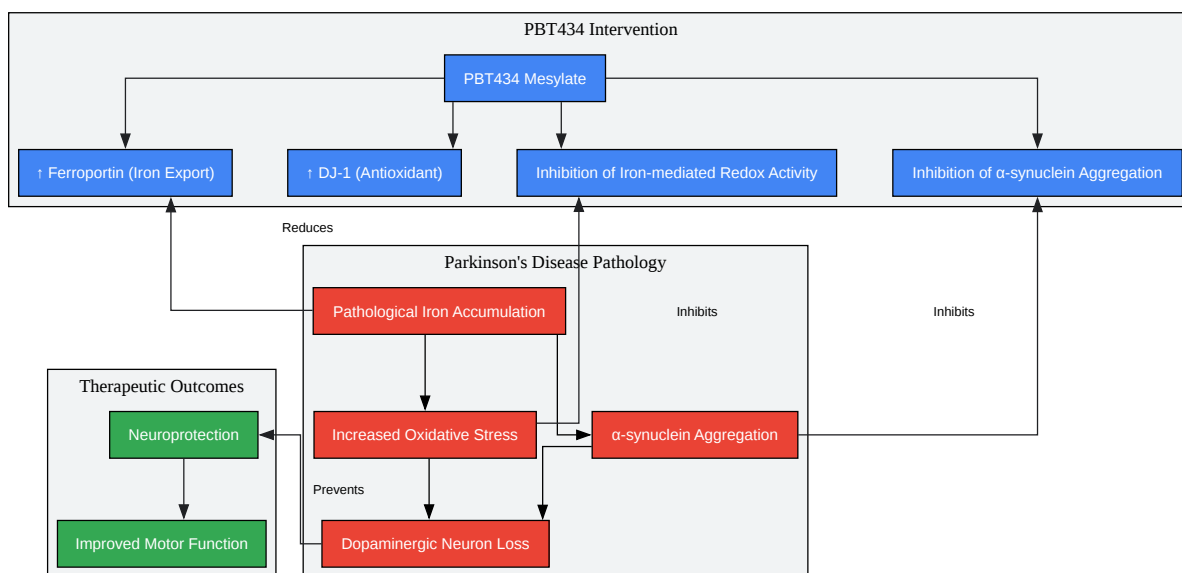 PBT434 Intervention
PBT434 Mesylate
↑ Ferroportin (Iron Export)
↑ DJ-1 (Antioxidant)
Inhibition of Iron-mediated Redox Activity
Inhibition of α-synuclein Aggregation
Reduces
Parkinson's Disease Pathology
Pathological Iron Accumulation
Inhibits
Inhibits
Therapeutic Outcomes
Neuroprotection
Increased Oxidative Stress
α-synuclein Aggregation
Prevents
Improved Motor Function
Dopaminergic Neuron Loss